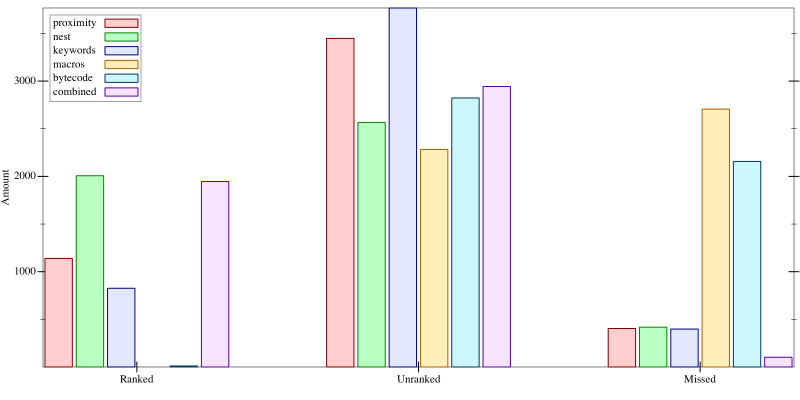 proximity
nest
keywords
macros
bytecode
combined
3000
2000
1000
Amount
Ranked Unranked Missed